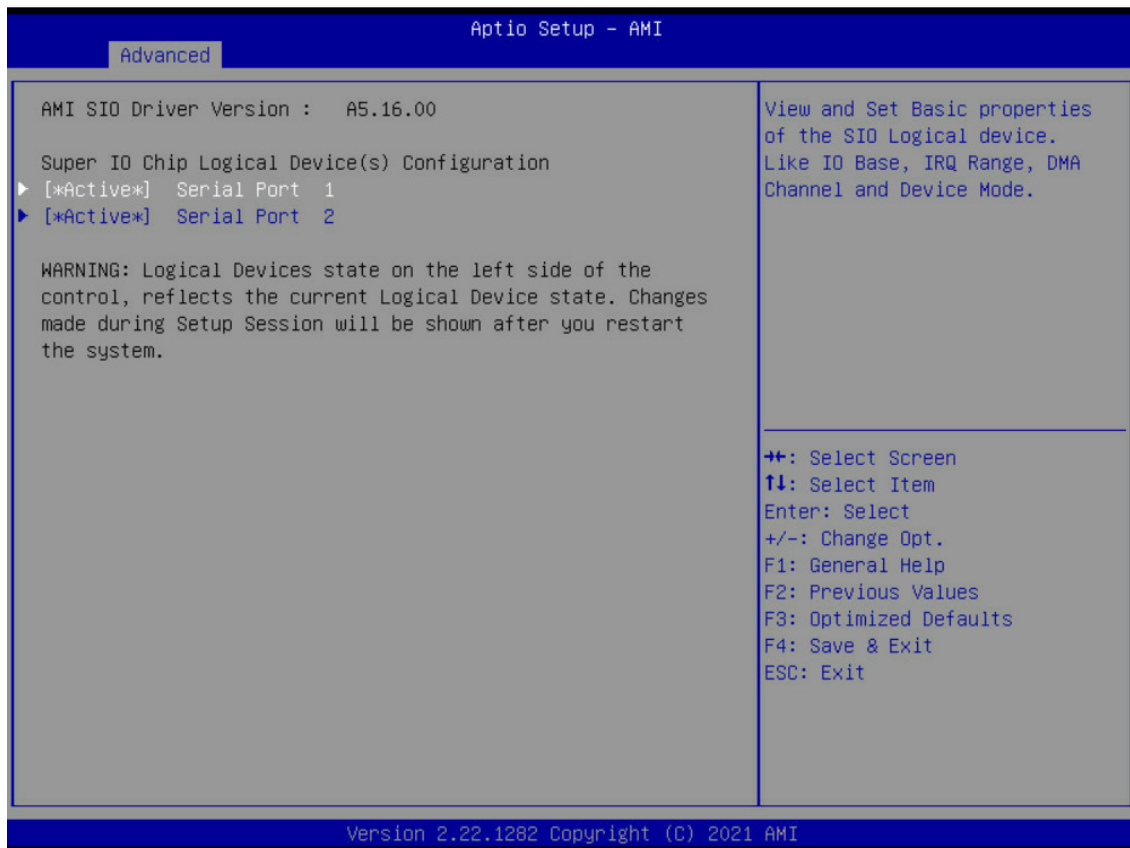 Aptio Setup - AMI
Advanced
AMI SIO Driver Version : A5.16.00
Super IO Chip Logical Device(s) Configuration
[*Active*] Serial Port 1
[*Active*] Serial Port 2
WARNING: Logical Devices state on the left side of the
control, reflects the current Logical Device state. Changes
made during Setup Session will be shown after you restart
the system.
View and Set Basic properties
of the SIO Logical device.
Like IO Base, IRQ Range, DMA
Channel and Device Mode.
→←: Select Screen
↑↓: Select Item
Enter: Select
+/-: Change Opt.
F1: General Help
F2: Previous Values
F3: Optimized Defaults
F4: Save & Exit
ESC: Exit
Version 2.22.1282 Copyright (C) 2021 AMI